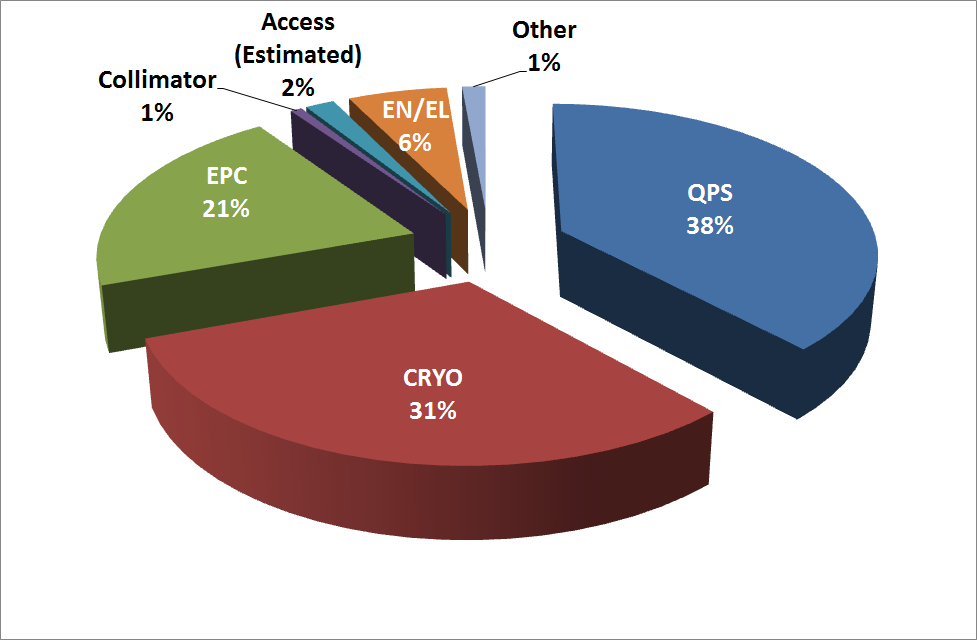 Access
(Estimated)
2%
Other
1%
Collimator
1%
EN/EL
6%
EPC
21%
QPS
38%
CRYO
31%